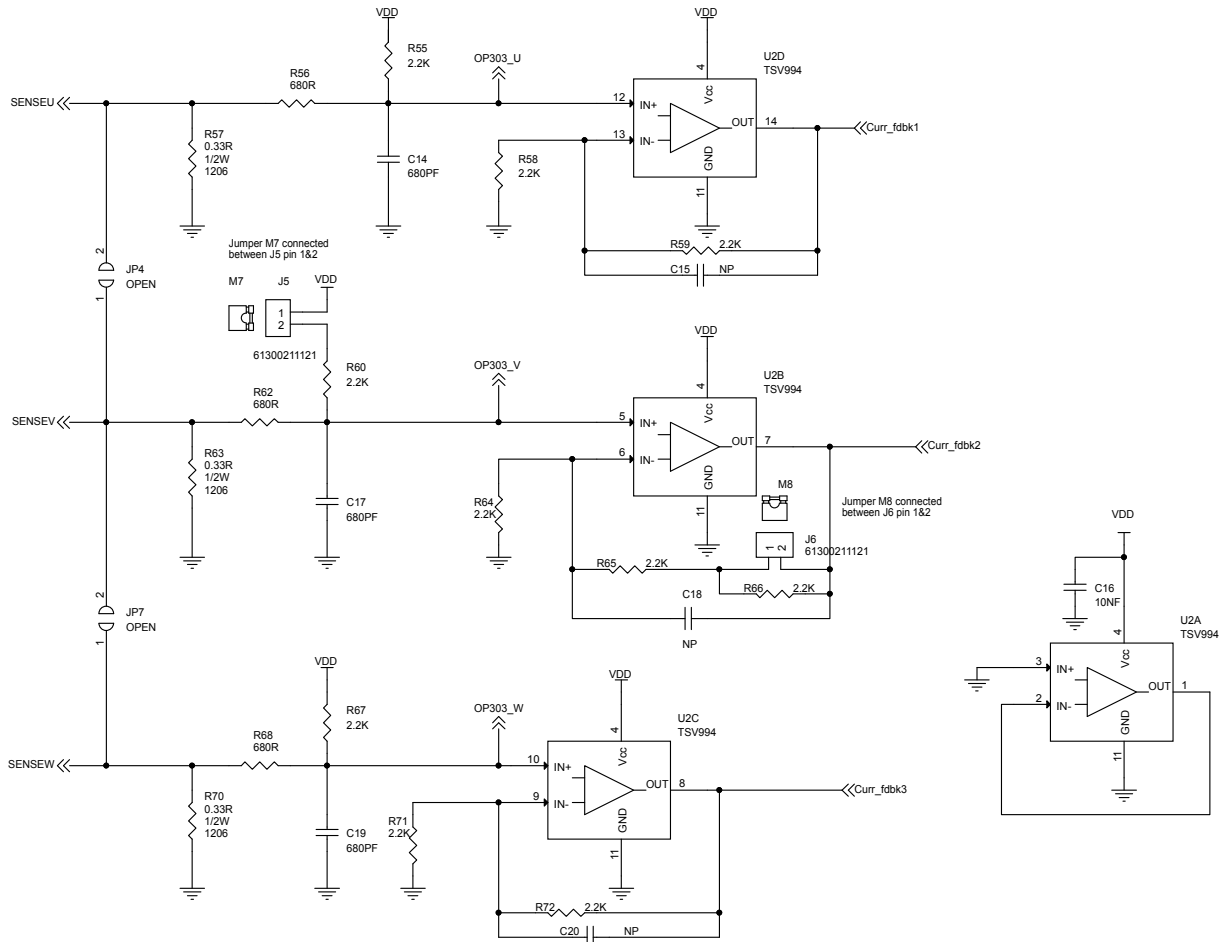 VDD
R55
2.2K
OP303_U
VDD
U2D
TSV994
R56
680R
SENSEU
12 IN+
13 IN-
4
Vcc
OUT 14
GND
11
Curr_fdbk1
R57
0.33R
1/2W
1206
C14
680PF
R58
2.2K
R59 2.2K
C15 NP
2
JP4
OPEN
1
Jumper M7 connected
between J5 pin 1&2
M7 J5 VDD
1
2
61300211121
R60
2.2K
OP303_V
VDD
U2B
TSV994
R62
680R
SENSEV
5 IN+
6 IN-
4
Vcc
OUT 7
GND
11
Curr_fdbk2
R63
0.33R
1/2W
1206
C17
680PF
R64
2.2K
M8
Jumper M8 connected
between J6 pin 1&2
J6
61300211121
1 2
R65 2.2K
R66 2.2K
C18
NP
2
JP7
OPEN
1
VDD
C16
10NF
U2A
TSV994
3 IN+
2 IN-
4
Vcc
OUT 1
GND
11
VDD
R67
2.2K
OP303_W
VDD
U2C
TSV994
R68
680R
SENSEW
10 IN+
9 IN-
4
Vcc
OUT 8
GND
11
Curr_fdbk3
R70
0.33R
1/2W
1206
C19
680PF
R71
2.2K
R72 2.2K
C20 NP